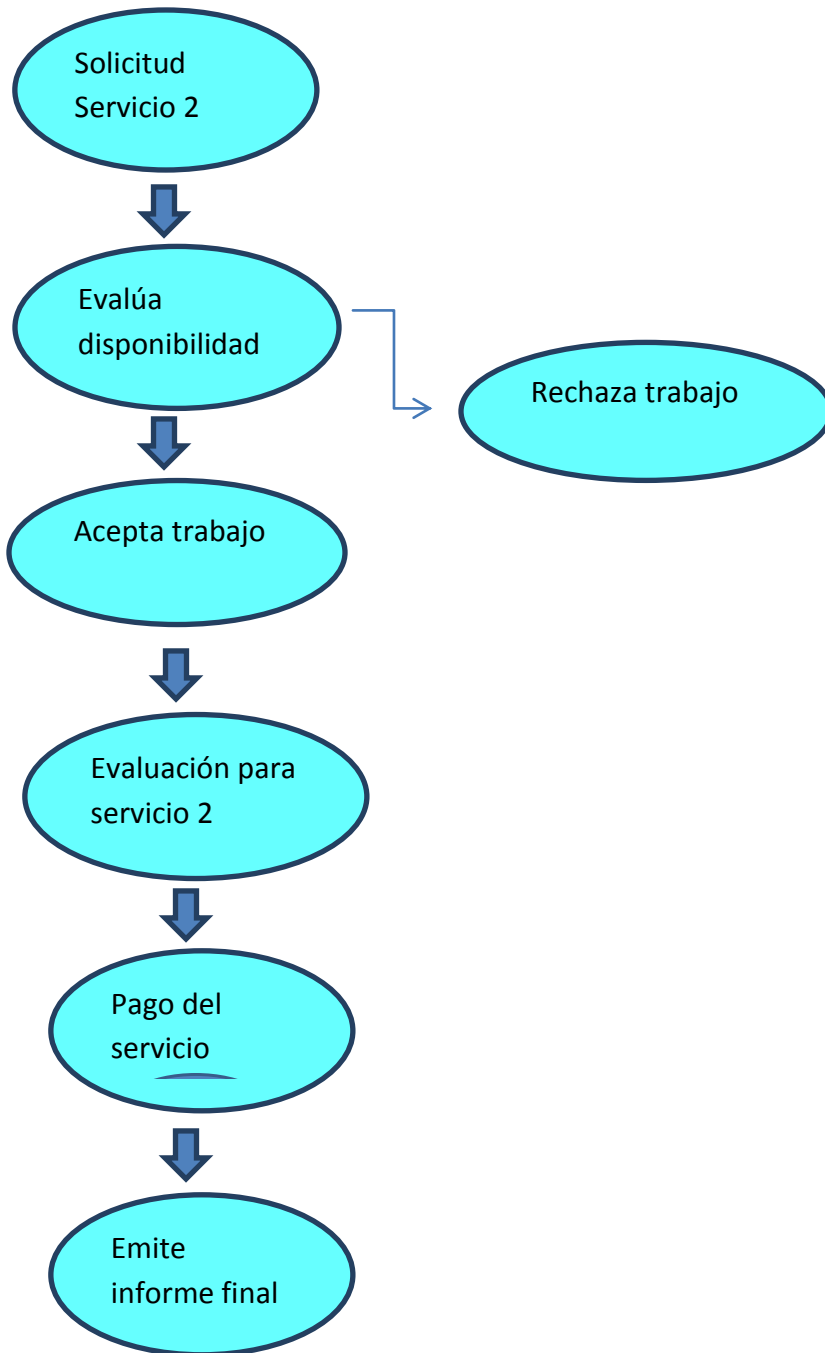 Solicitud
Servicio 2
Evalúa
disponibilidad
Rechaza trabajo
Acepta trabajo
Evaluación para
servicio 2
Pago del
servicio
Emite
informe final